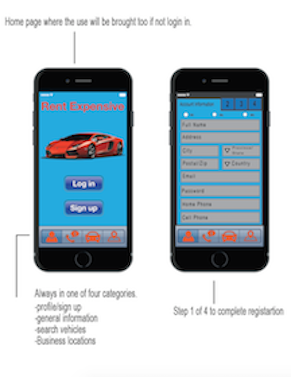 Home page where the use will be brought too if not login in.
Rent Expensive
Log in
Sign up
Account information
2 3 4
Full Name
Address
City
Postal/Zip
Country
Email
Password
Home Phone
Cell Phone
Always in one of four categories.
-profile/sign up
-general information
-search vehicles
-Business locations
Step 1 of 4 to complete registartion